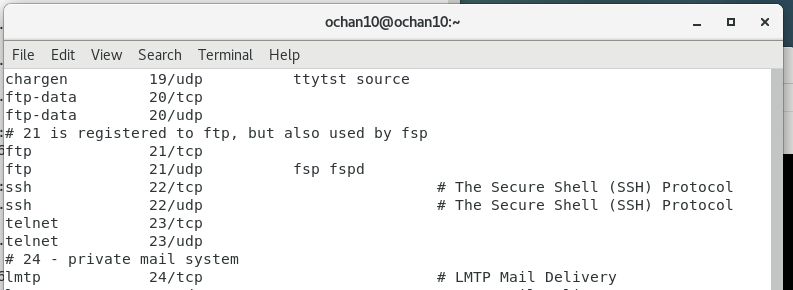 ochan10@ochan10:~
File Edit View Search Terminal Help
chargen 19/udp ttytst source
ftp-data 20/tcp
ftp-data 20/udp
# 21 is registered to ftp, but also used by fsp
ftp 21/tcp
ftp 21/udp fsp fspd
ssh 22/tcp # The Secure Shell (SSH) Protocol
ssh 22/udp # The Secure Shell (SSH) Protocol
telnet 23/tcp
telnet 23/udp
# 24 - private mail system
lmtp 24/tcp # LMTP Mail Delivery